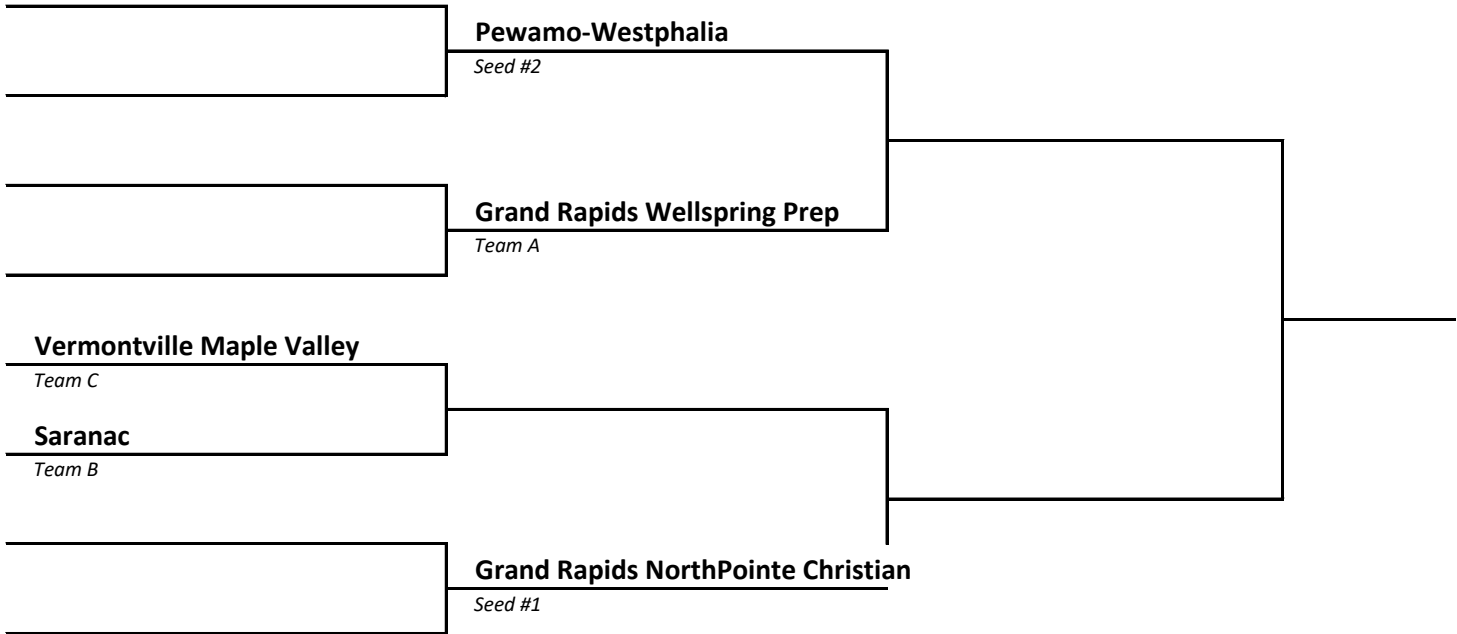 Pewamo-Westphalia
Seed #2
Grand Rapids Wellspring Prep
Team A
Vermontville Maple Valley
Team C
Saranac
Team B
Grand Rapids NorthPointe Christian
Seed #1